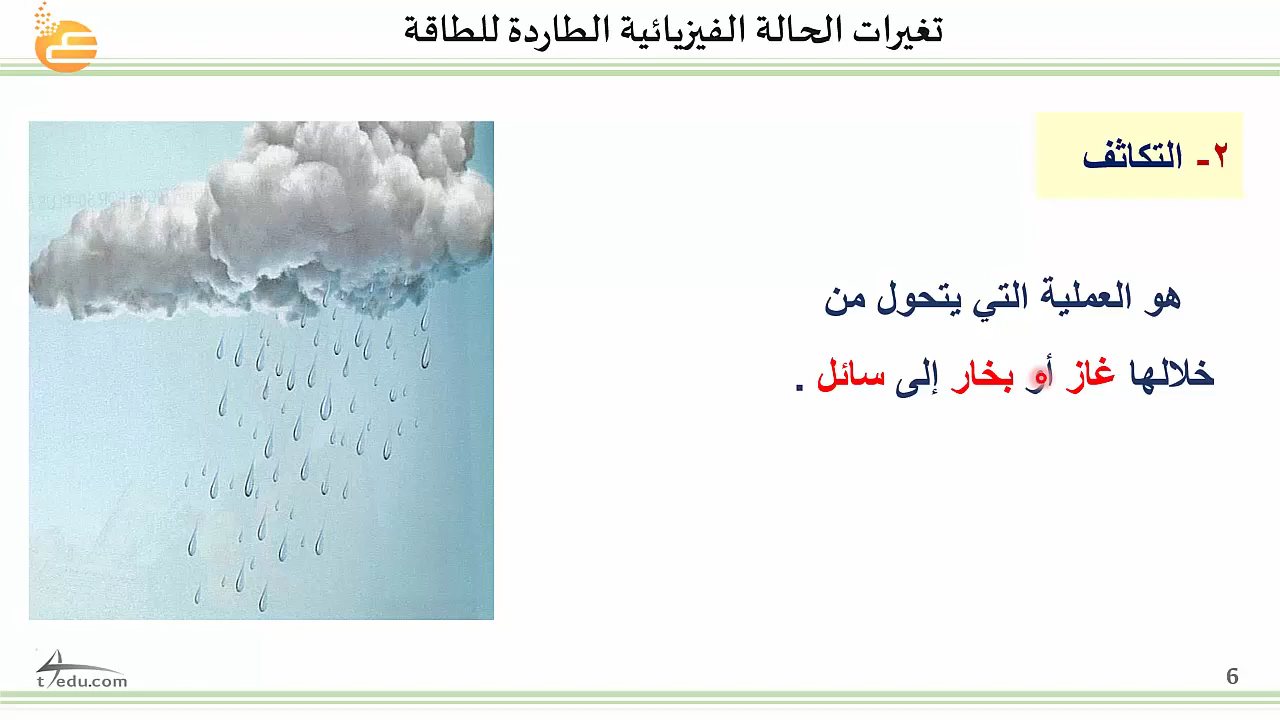 تغيرات الحالة الفيزيائية الطاردة للطاقة
٢- التكاثف
هو العملية التي يتحول من
خلالها غاز أو بخار إلى سائل .
t4edu.com
6